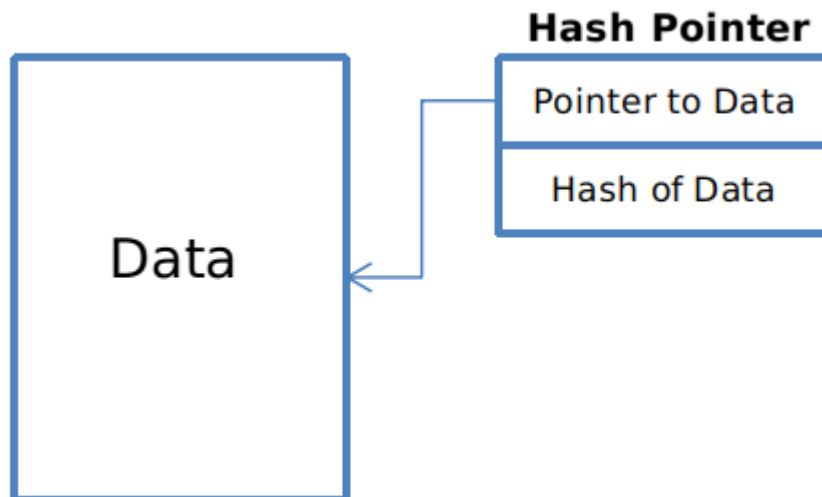 Hash Pointer
Pointer to Data
Hash of Data
Data